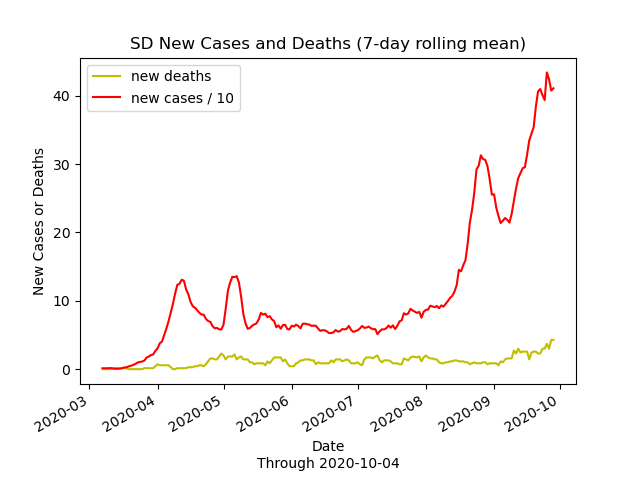 SD New Cases and Deaths (7-day rolling mean)
new deaths
new cases / 10
40
30
20
10
0
New Cases or Deaths
2020-03
2020-04
2020-05
2020-06
2020-07
2020-08
2020-09
2020-10
Date
Through 2020-10-04